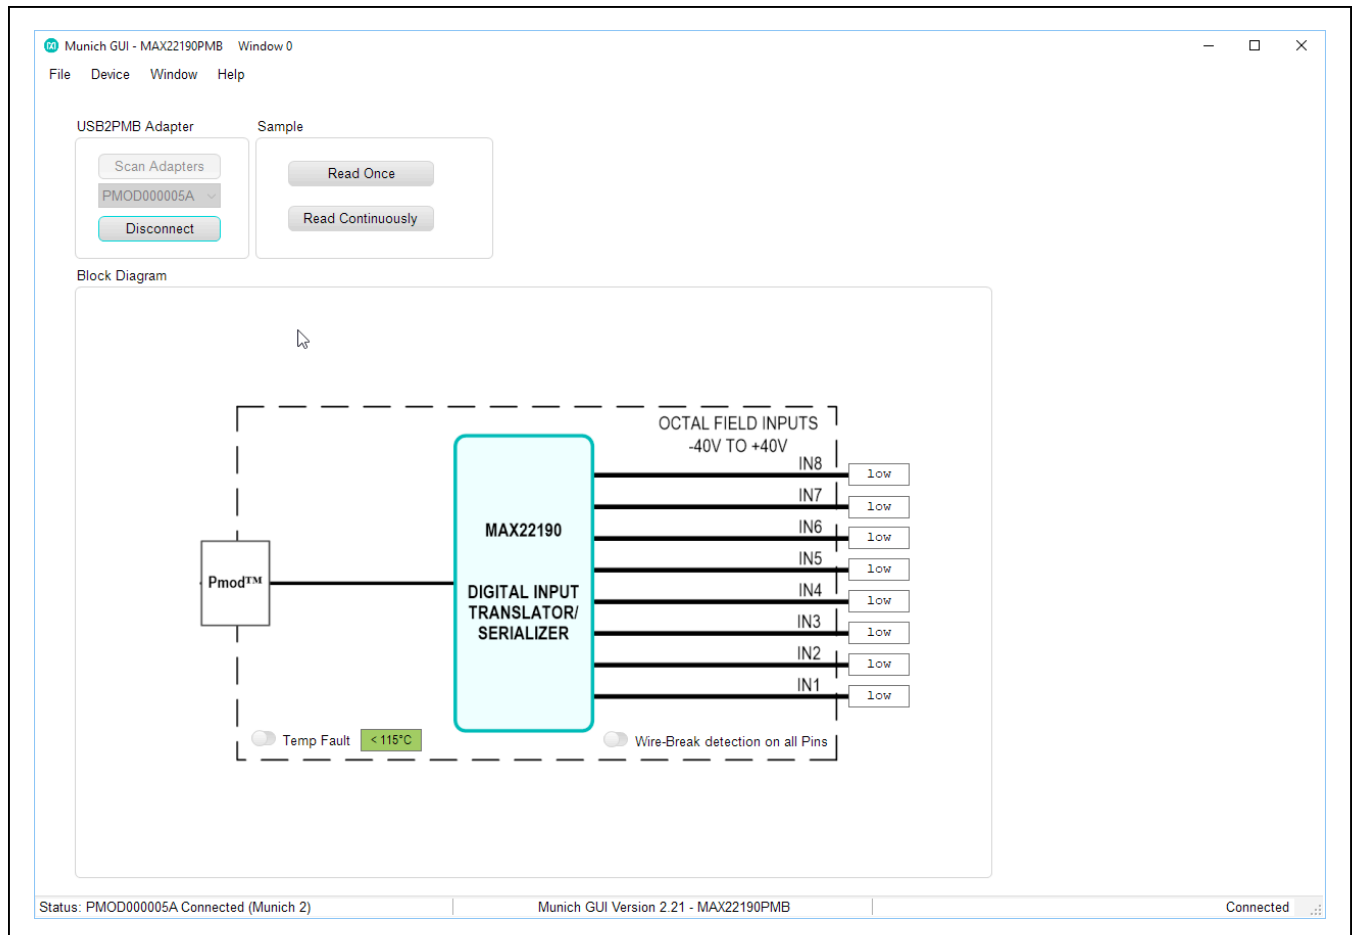 Munich GUI - MAX22190PMB Window 0
File Device Window Help
USB2PMB Adapter Sample
Scan Adapters
Read Once
PMOD000005A
Read Continuously
Disconnect
Block Diagram
OCTAL FIELD INPUTS
-40V TO +40V
IN8
low
IN7
low
MAX22190
IN6
low
IN5
low
Pmod™
DIGITAL INPUT
TRANSLATOR/
SERIALIZER
IN4
low
IN3
low
IN2
low
IN1
low
Temp Fault < 115°C
Wire-Break detection on all Pins
Status: PMOD000005A Connected (Munich 2) Munich GUI Version 2.21 - MAX22190PMB Connected